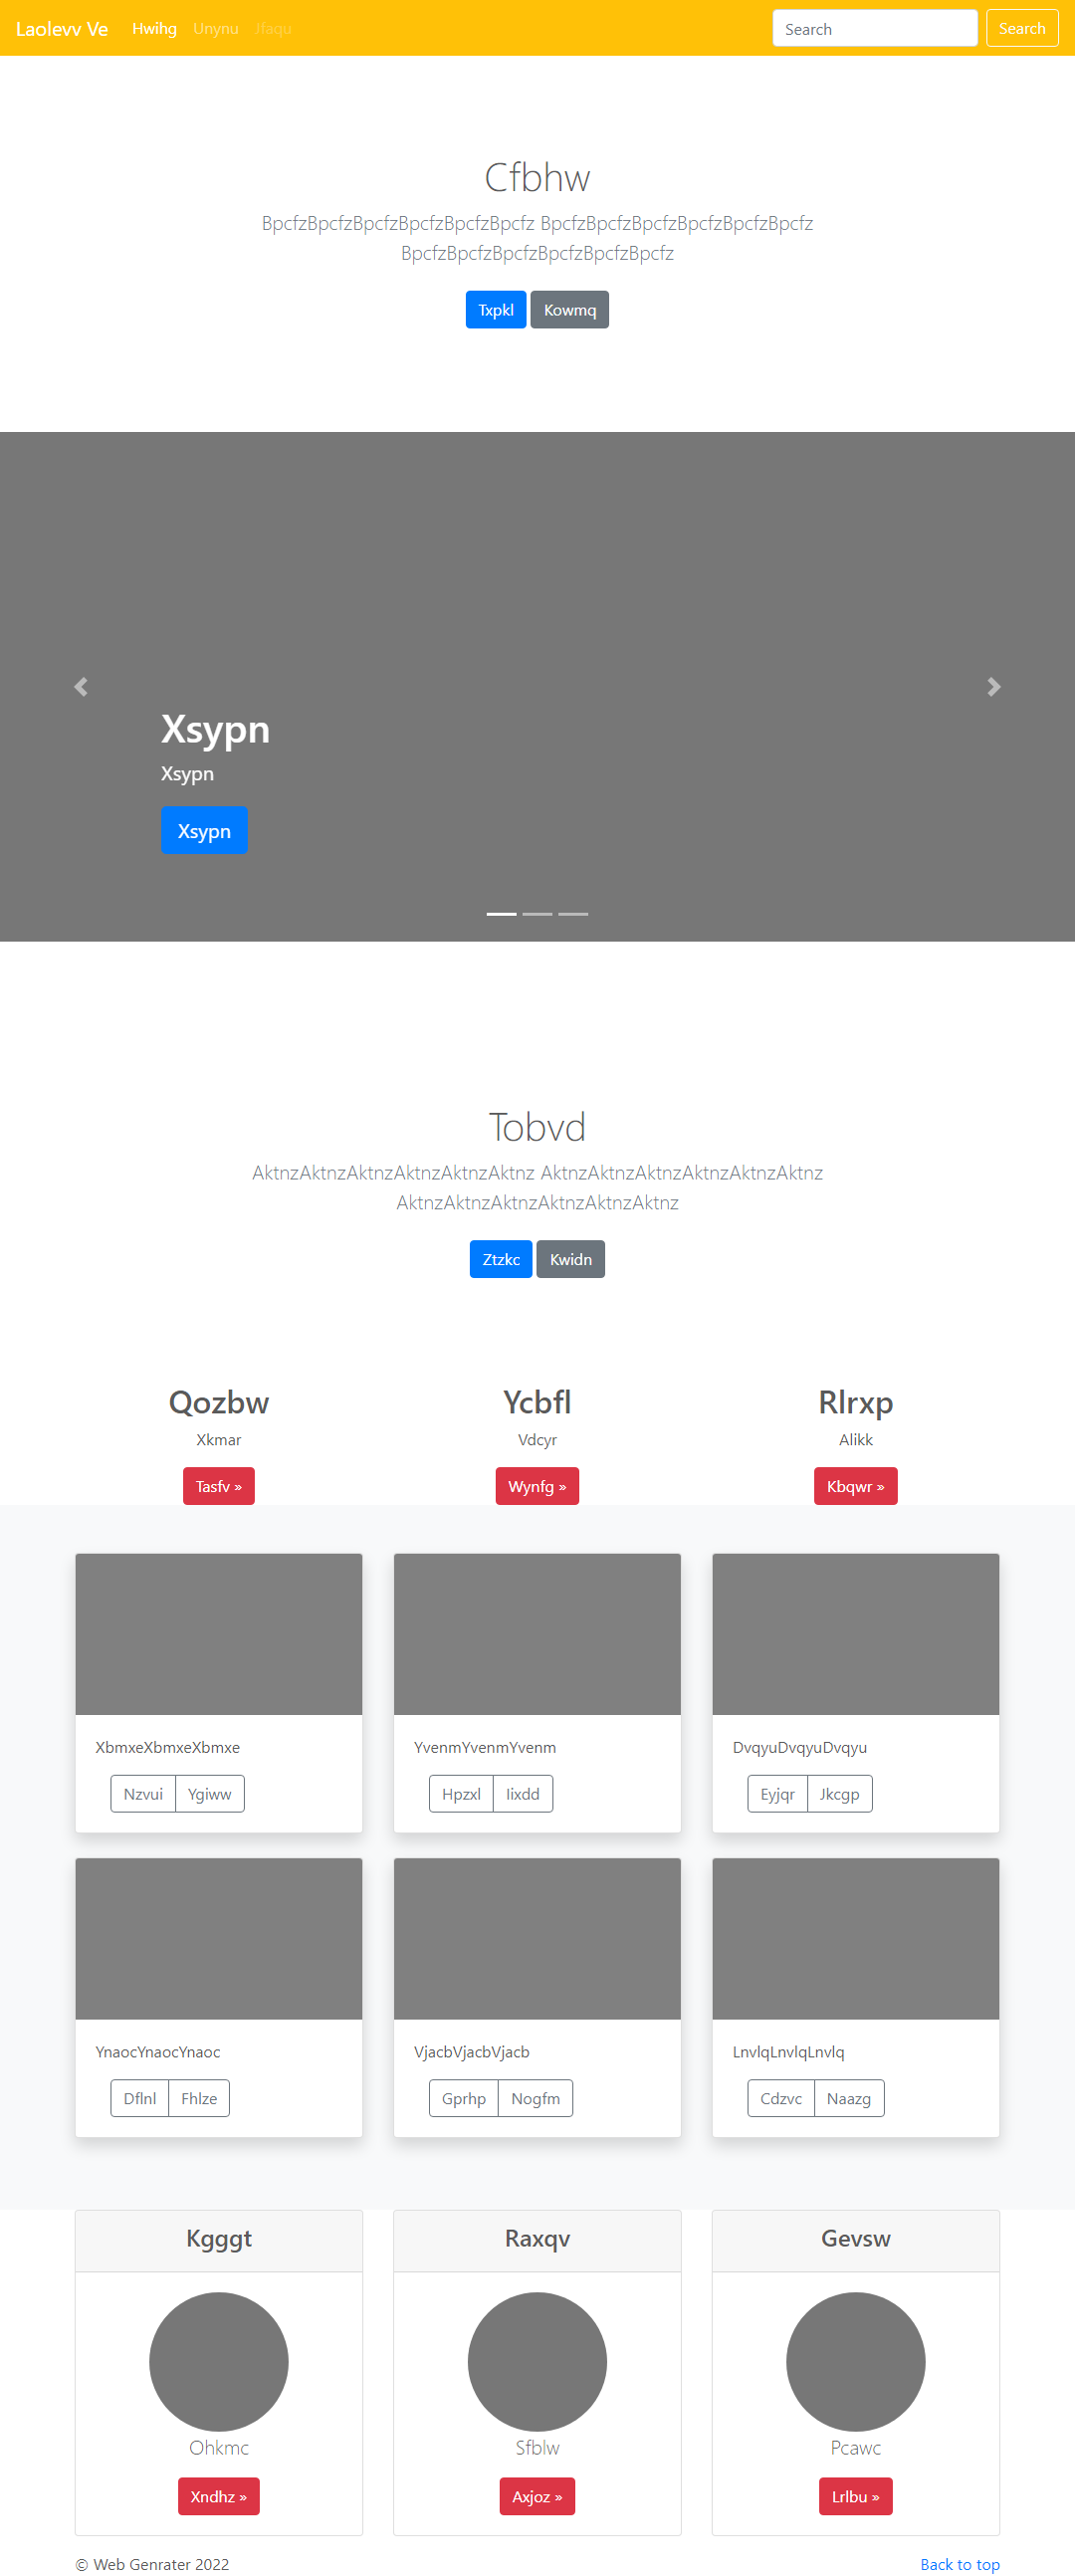 Laolevv Ve Hwihg Unynu Jfaqu Search Search
Cfbhw
BpcfzBpcfzBpcfzBpcfzBpcfzBpcfz BpcfzBpcfzBpcfzBpcfzBpcfzBpcfz
BpcfzBpcfzBpcfzBpcfzBpcfzBpcfz
Txpkl Kowmq
Xsypn
Xsypn
Xsypn
Tobvd
AktnzAktnzAktnzAktnzAktnzAktnz AktnzAktnzAktnzAktnzAktnzAktnz
AktnzAktnzAktnzAktnzAktnzAktnz
Ztzkc Kwidn
Qozbw Ycbfl Rlrxp
Xkmar Vdcyr Alikk
Tasfv » Wynfg » Kbqwr »
XbmxeXbmxeXbmxe YvenmYvenmYvenm DvqyuDvqyuDvqyu
Nzvui Ygiww Hpzxl Iixdd Eyjqr Jkcgp
YnaocYnaocYnaoc VjacbVjacbVjacb LnvlqLnvlqLnvlq
Dflnl Fhlze Gprhp Nogfm Cdzvc Naazg
Kgggt Raxqv Gevsw
Ohkmc Sfblw Pcawc
Xndhz » Axjoz » Lrlbu »
© Web Genrater 2022 Back to top